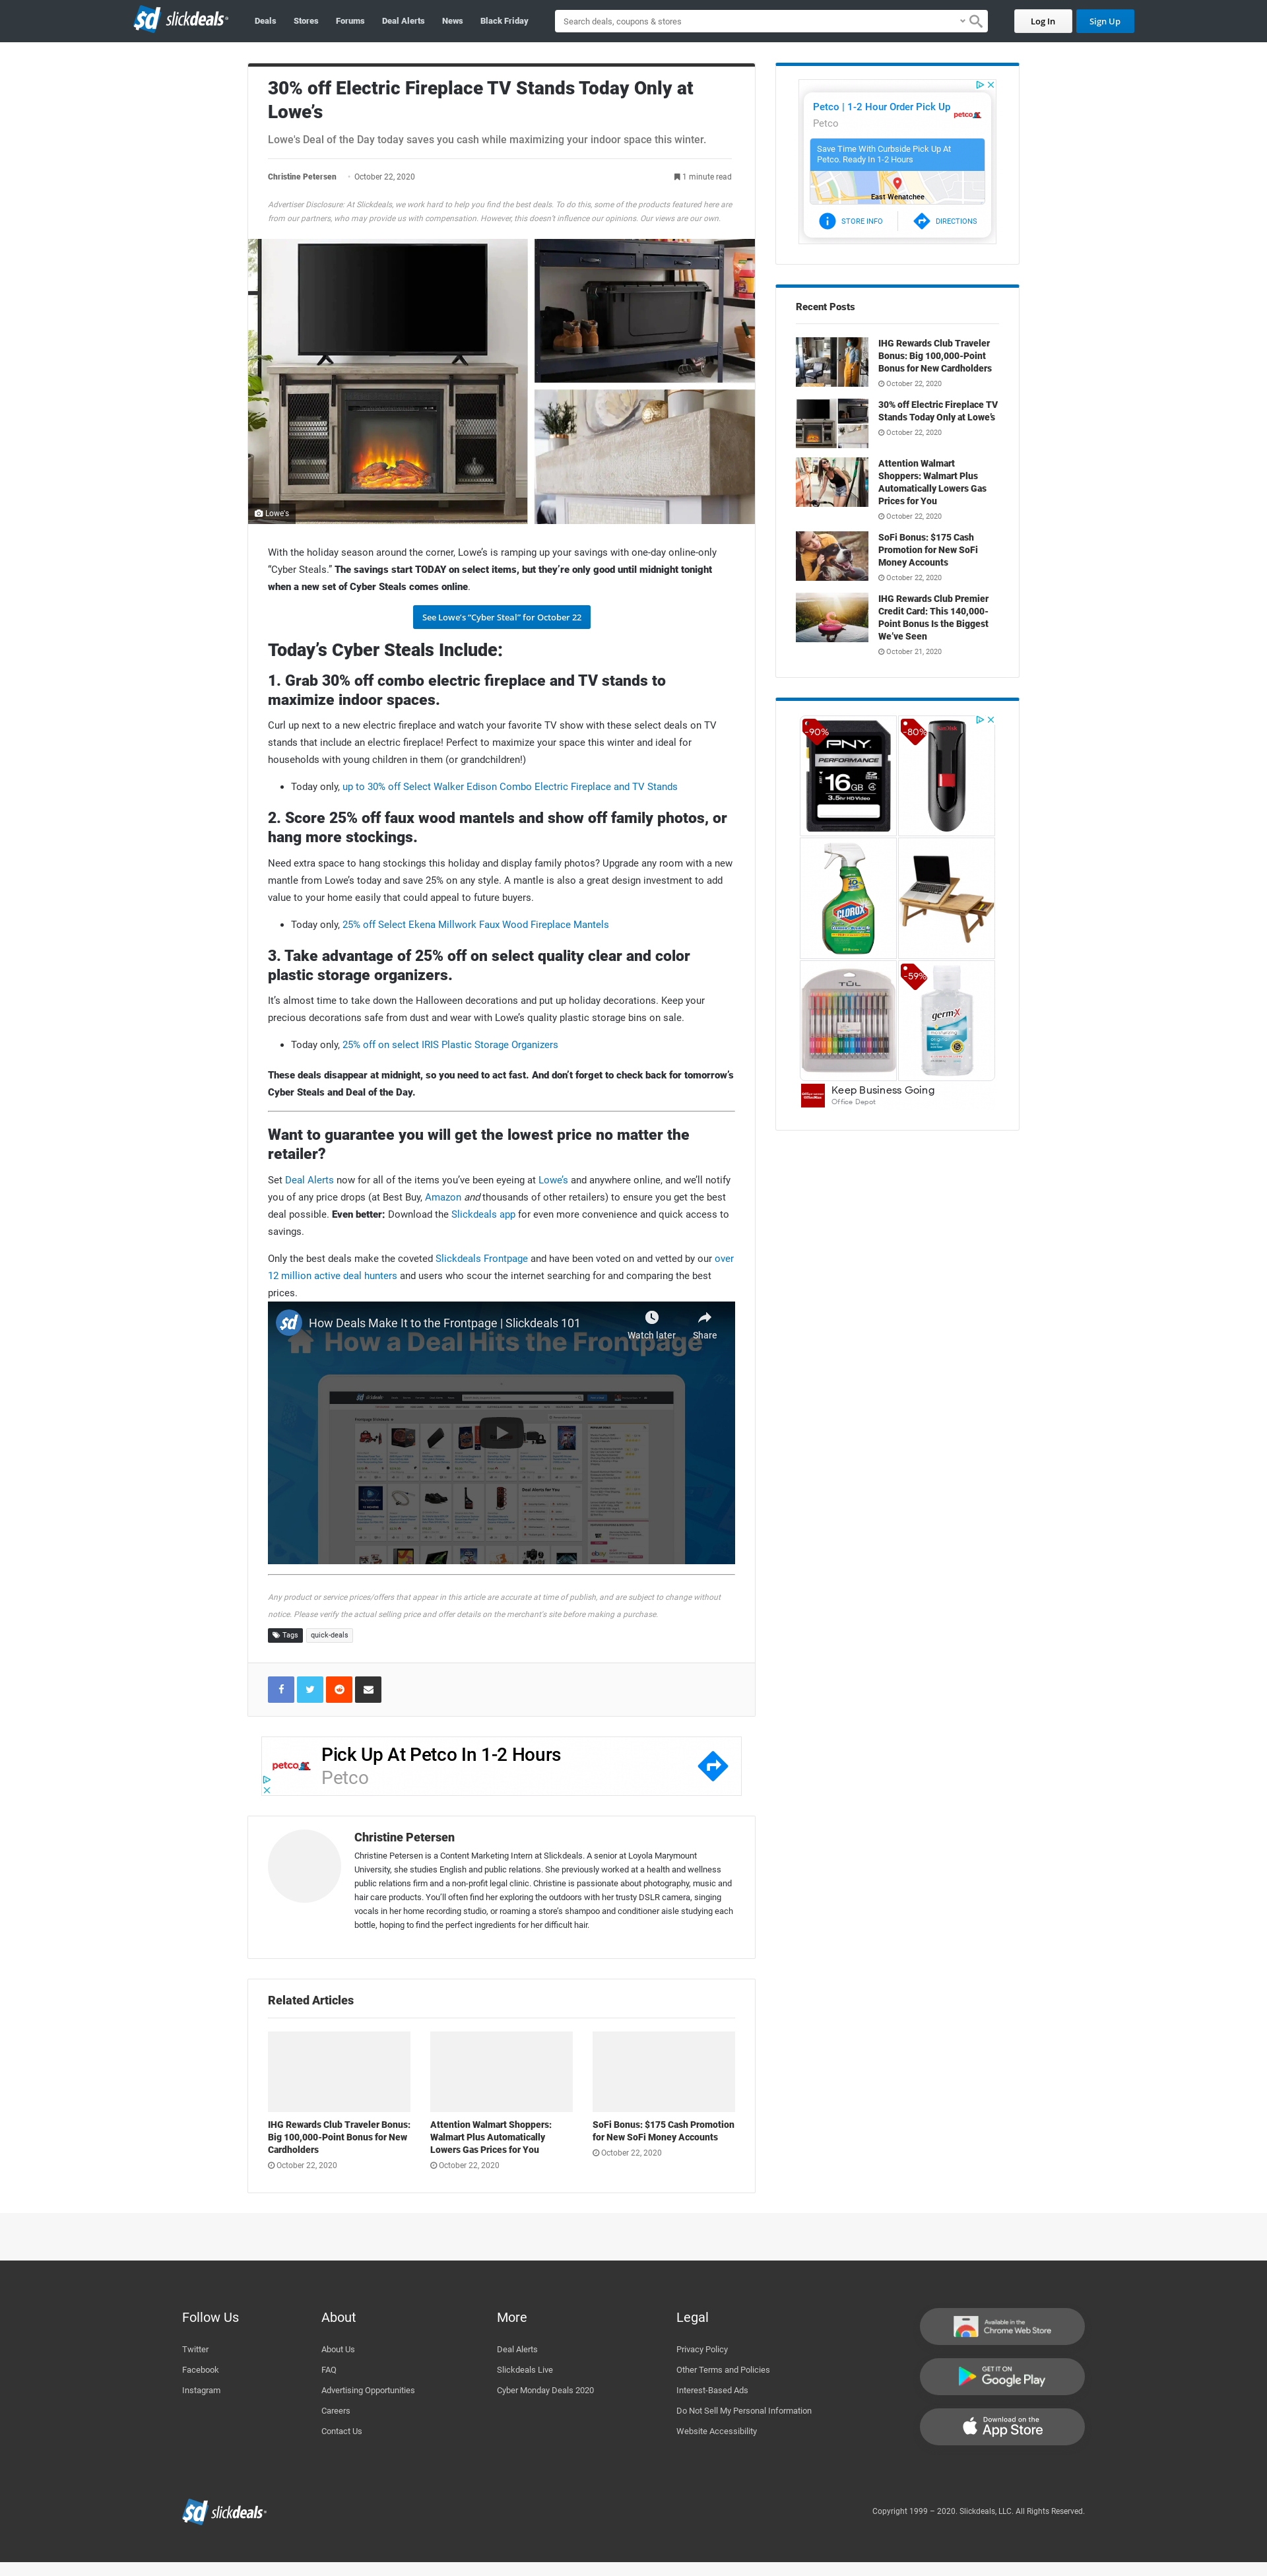 slickdeals
Deals
Stores
Forums
Deal Alerts
News
Black Friday
Search deals, coupons & stores
Log In
Sign Up
30% off Electric Fireplace TV Stands Today Only at
Lowe’s
Lowe's Deal of the Day today saves you cash while maximizing your indoor space this winter.
Christine Petersen - October 22, 2020
1 minute read
Advertiser Disclosure: At Slickdeals, we work hard to help you find the best deals. To do this, some of the products featured here are
from our partners, who may provide us with compensation. However, this doesn't influence our opinions. Our views are our own.
Lowe's
With the holiday season around the corner, Lowe’s is ramping up your savings with one-day online-only
“Cyber Steals.” The savings start TODAY on select items, but they’re only good until midnight tonight
when a new set of Cyber Steals comes online.
See Lowe's "Cyber Steal" for October 22
Today’s Cyber Steals Include:
1. Grab 30% off combo electric fireplace and TV stands to
maximize indoor spaces.
Curl up next to a new electric fireplace and watch your favorite TV show with these select deals on TV
stands that include an electric fireplace! Perfect to maximize your space this winter and ideal for
households with young children in them (or grandchildren!)
• Today only, up to 30% off Select Walker Edison Combo Electric Fireplace and TV Stands
2. Score 25% off faux wood mantels and show off family photos, or
hang more stockings.
Need extra space to hang stockings this holiday and display family photos? Upgrade any room with a new
mantle from Lowe’s today and save 25% on any style. A mantle is also a great design investment to add
value to your home easily that could appeal to future buyers.
• Today only, 25% off Select Ekena Millwork Faux Wood Fireplace Mantels
3. Take advantage of 25% off on select quality clear and color
plastic storage organizers.
It’s almost time to take down the Halloween decorations and put up holiday decorations. Keep your
precious decorations safe from dust and wear with Lowe’s quality plastic storage bins on sale.
• Today only, 25% off on select IRIS Plastic Storage Organizers
These deals disappear at midnight, so you need to act fast. And don’t forget to check back for tomorrow’s
Cyber Steals and Deal of the Day.
Want to guarantee you will get the lowest price no matter the
retailer?
Set Deal Alerts now for all of the items you’ve been eyeing at Lowe’s and anywhere online, and we’ll notify
you of any price drops (at Best Buy, Amazon and thousands of other retailers) to ensure you get the best
deal possible. Even better: Download the Slickdeals app for even more convenience and quick access to
savings.
Only the best deals make the coveted Slickdeals Frontpage and have been voted on and vetted by our over
12 million active deal hunters and users who scour the internet searching for and comparing the best
prices.
How Deals Make It to the Frontpage | Slickdeals 101
Watch later
Share
How a Deal Hits the Frontpage
Any product or service prices/offers that appear in this article are accurate at time of publish, and are subject to change without
notice. Please verify the actual selling price and offer details on the merchant's site before making a purchase.
Tags
quick-deals
Pick Up At Petco In 1-2 Hours
Petco
petco
Christine Petersen
Christine Petersen is a Content Marketing Intern at Slickdeals. A senior at Loyola Marymount
University, she studies English and public relations. She previously worked at a health and wellness
public relations firm and a non-profit legal clinic. Christine is passionate about photography, music and
hair care products. You'll often find her exploring the outdoors with her trusty DSLR camera, singing
vocals in her home recording studio, or roaming a store's shampoo and conditioner aisle studying each
bottle, hoping to find the perfect ingredients for her difficult hair.
Related Articles
IHG Rewards Club Traveler Bonus:
Big 100,000-Point Bonus for New
Cardholders
October 22, 2020
Attention Walmart Shoppers:
Walmart Plus Automatically
Lowers Gas Prices for You
October 22, 2020
SoFi Bonus: $175 Cash Promotion
for New SoFi Money Accounts
October 22, 2020
Petco | 1-2 Hour Order Pick Up
Petco
petco
Save Time With Curbside Pick Up At
Petco. Ready In 1-2 Hours
East Wenatchee
STORE INFO
DIRECTIONS
Recent Posts
IHG Rewards Club Traveler
Bonus: Big 100,000-Point
Bonus for New Cardholders
October 22, 2020
30% off Electric Fireplace TV
Stands Today Only at Lowe’s
October 22, 2020
Attention Walmart
Shoppers: Walmart Plus
Automatically Lowers Gas
Prices for You
October 22, 2020
SoFi Bonus: $175 Cash
Promotion for New SoFi
Money Accounts
October 22, 2020
IHG Rewards Club Premier
Credit Card: This 140,000-
Point Bonus Is the Biggest
We’ve Seen
October 21, 2020
-90%
PNY
PERFORMANCE
16GB
3.5hr HD Video
-80%
CLOROX
TUL
-59%
germ-X
Keep Business Going
Office Depot
Follow Us
Twitter
Facebook
Instagram
About
About Us
FAQ
Advertising Opportunities
Careers
Contact Us
More
Deal Alerts
Slickdeals Live
Cyber Monday Deals 2020
Legal
Privacy Policy
Other Terms and Policies
Interest-Based Ads
Do Not Sell My Personal Information
Website Accessibility
Available in the
Chrome Web Store
GET IT ON
Google Play
Download on the
App Store
slickdeals
Copyright 1999 – 2020. Slickdeals, LLC. All Rights Reserved.